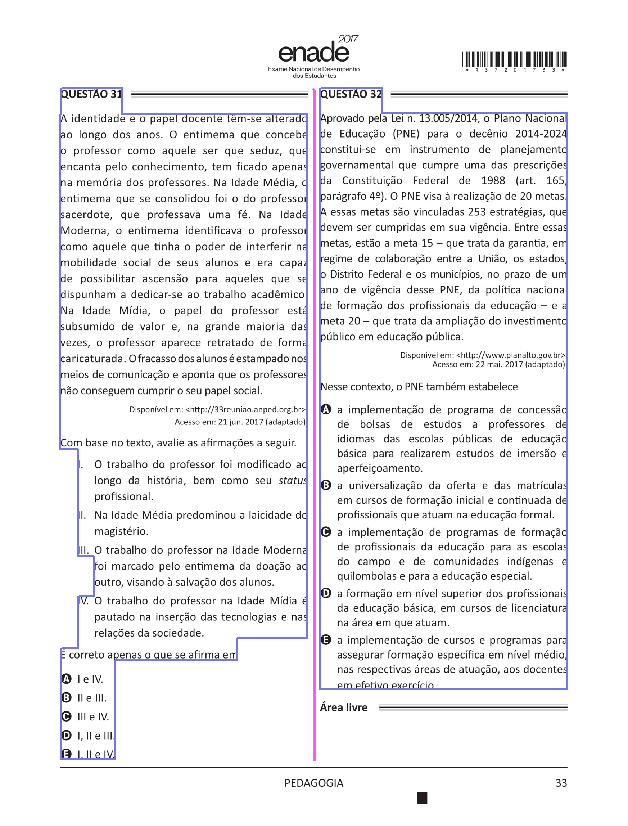 enade 2017
Exame Nacional de Desempenho
dos Estudantes
QUESTÃO 31
A identidade e o papel docente têm-se alterado
ao longo dos anos. O entimema que concebe
o professor como aquele ser que seduz, que
encanta pelo conhecimento, tem ficado apenas
na memória dos professores. Na Idade Média, o
entimema que se consolidou foi o do professor
sacerdote, que professava uma fé. Na Idade
Moderna, o entimema identificava o professor
como aquele que tinha o poder de interferir na
mobilidade social de seus alunos e era capaz
de possibilitar ascensão para aqueles que se
dispunham a dedicar-se ao trabalho acadêmico.
Na Idade Mídia, o papel do professor está
subsumido de valor e, na grande maioria das
vezes, o professor aparece retratado de forma
caricaturada. O fracasso dos alunos é estampado nos
meios de comunicação e aponta que os professores
não conseguem cumprir o seu papel social.
Disponível em: <http://33reuniao.anped.org.br>
Acesso em: 21 jun. 2017 (adaptado)
Com base no texto, avalie as afirmações a seguir.
I. O trabalho do professor foi modificado ao
longo da história, bem como seu status
profissional.
II. Na Idade Média predominou a laicidade do
magistério.
III. O trabalho do professor na Idade Moderna
foi marcado pelo entimema da doação ao
outro, visando à salvação dos alunos.
IV. O trabalho do professor na Idade Mídia é
pautado na inserção das tecnologias e nas
relações da sociedade.
É correto apenas o que se afirma em
A I e IV.
B II e III.
C III e IV.
D I, II e III.
E I, II e IV.
QUESTÃO 32
Aprovado pela Lei n. 13.005/2014, o Plano Nacional
de Educação (PNE) para o decênio 2014-2024
constitui-se em instrumento de planejamento
governamental que cumpre uma das prescrições
da Constituição Federal de 1988 (art. 165,
parágrafo 4º). O PNE visa à realização de 20 metas.
A essas metas são vinculadas 253 estratégias, que
devem ser cumpridas em sua vigência. Entre essas
metas, estão a meta 15 – que trata da garantia, em
regime de colaboração entre a União, os estados,
o Distrito Federal e os municípios, no prazo de um
ano de vigência desse PNE, da política nacional
de formação dos profissionais da educação – e a
meta 20 – que trata da ampliação do investimento
público em educação pública.
Disponível em: <http://www.planalto.gov.br>
Acesso em: 22 mai. 2017 (adaptado)
Nesse contexto, o PNE também estabelece
A a implementação de programa de concessão
de bolsas de estudos a professores de
idiomas das escolas públicas de educação
básica para realizarem estudos de imersão e
aperfeiçoamento.
B a universalização da oferta e das matrículas
em cursos de formação inicial e continuada de
profissionais que atuam na educação formal.
C a implementação de programas de formação
de profissionais da educação para as escolas
do campo e de comunidades indígenas e
quilombolas e para a educação especial.
D a formação em nível superior dos profissionais
da educação básica, em cursos de licenciatura
na área em que atuam.
E a implementação de cursos e programas para
assegurar formação específica em nível médio,
nas respectivas áreas de atuação, aos docentes
em efetivo exercício
Área livre
PEDAGOGIA
33